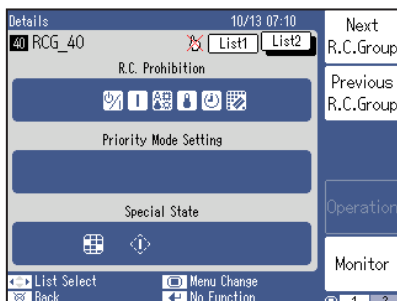 Details 10/13 07:10
40 RCG_40 List1 List2
R.C. Prohibition
Priority Mode Setting
Special State
List Select Menu Change
Back No Function
Next
R.C.Group
Previous
R.C.Group
Operation
Monitor
1 2